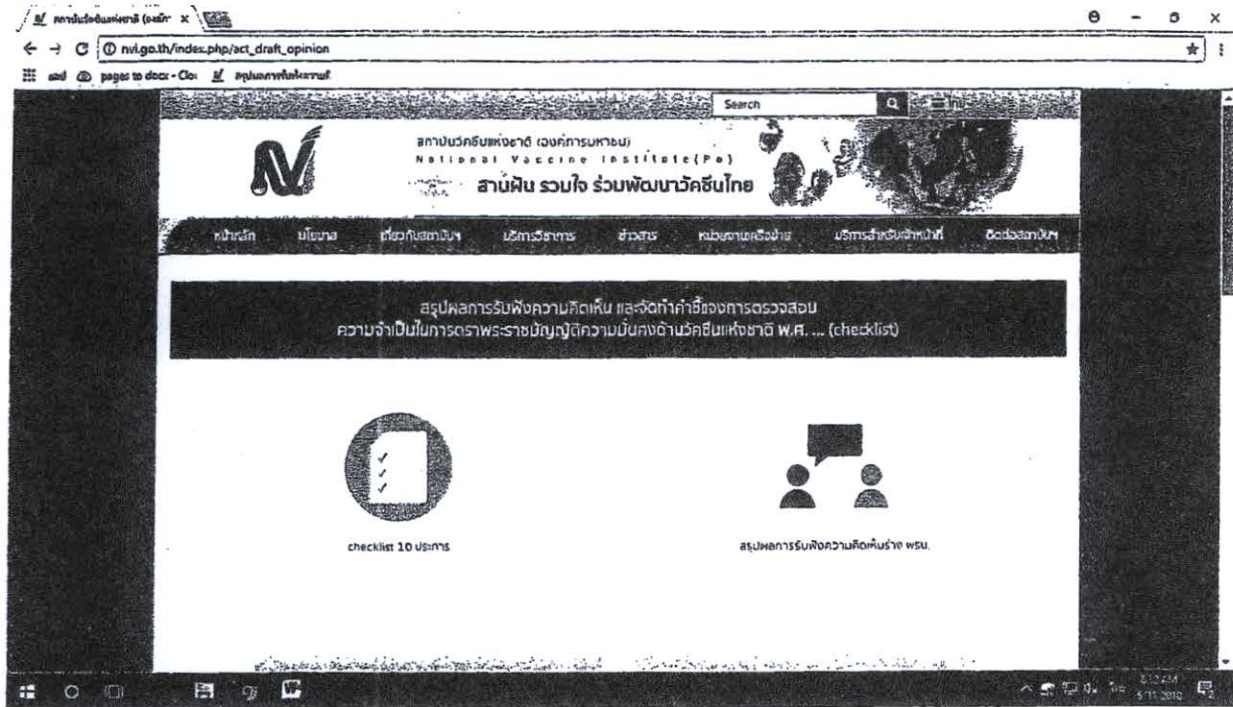 nvi.go.th/index.php/act_draft_opinion
pages to docx - Clo
Search
สถาบันวัคซีนแห่งชาติ (องค์การมหาชน)
National Vaccine Institute(Po)
สานฝัน รวมใจ ร่วมพัฒนาวัคซีนไทย
หน้าหลัก นโยบาย เกี่ยวกับสถาบันฯ บริการวิชาการ ข่าวสาร หน่วยงานเครือข่าย บริการสำหรับเจ้าหน้าที่ ติดต่อสถาบันฯ
สรุปผลการรับฟังความคิดเห็น และจัดทำคำชี้แจงการตรวจสอบ
ความจำเป็นในการตราพระราชบัญญัติความมั่นคงด้านวัคซีนแห่งชาติ พ.ศ. ... (checklist)
checklist 10 ประการ
สรุปผลการรับฟังความคิดเห็นร่าง พรบ.